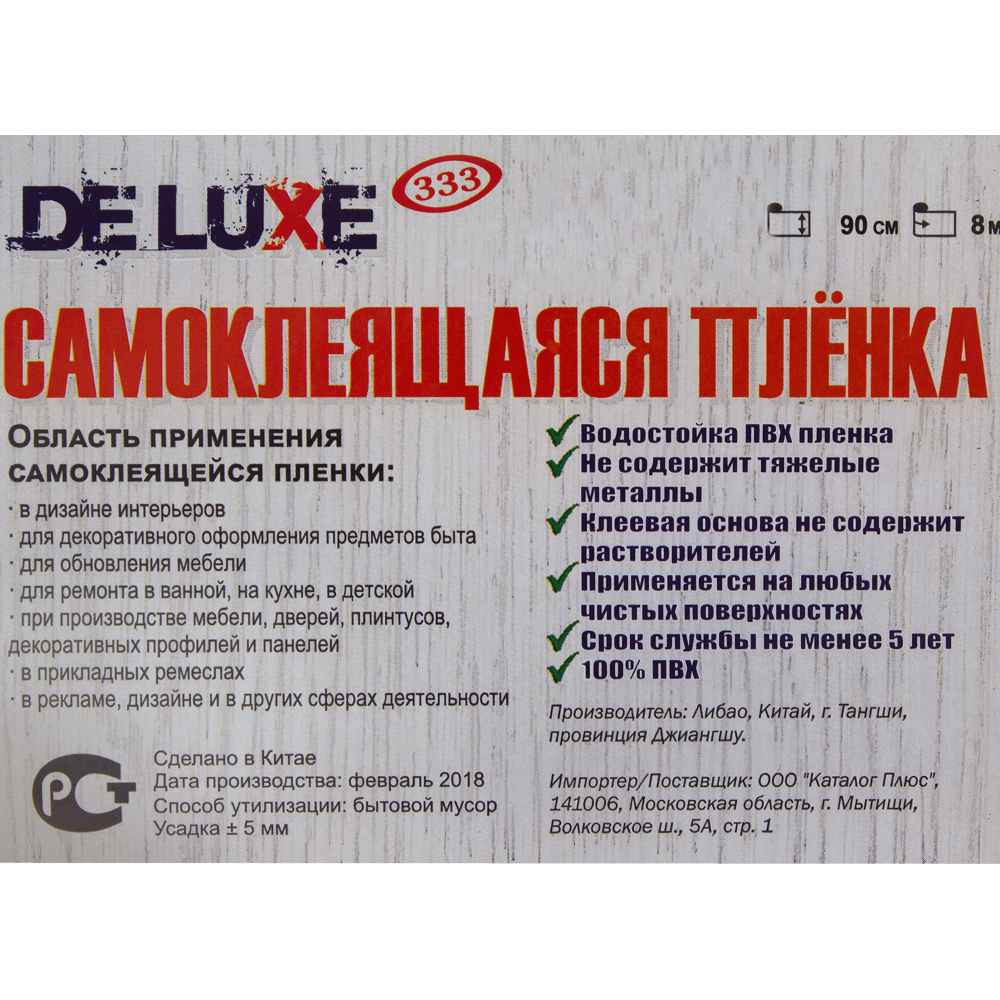 DE LUXE 333
90 см 8 м
САМОКЛЕЯЩАЯСЯ ПЛЁНКА
Область применения
самоклеящейся пленки:
· в дизайне интерьеров
· для декоративного оформления предметов быта
· для обновления мебели
· для ремонта в ванной, на кухне, в детской
· при производстве мебели, дверей, плинтусов,
декоративных профилей и панелей
· в прикладных ремеслах
· в рекламе, дизайне и в других сферах деятельности
Водостойка ПВХ пленка
Не содержит тяжелые
металлы
Клеевая основа не содержит
растворителей
Применяется на любых
чистых поверхностях
Срок службы не менее 5 лет
100% ПВХ
Производитель: Либао, Китай, г. Тангши,
провинция Джиангшу.
Импортер/Поставщик: ООО "Каталог Плюс",
141006, Московская область, г. Мытищи,
Волковское ш., 5А, стр. 1
РСТ
Сделано в Китае
Дата производства: февраль 2018
Способ утилизации: бытовой мусор
Усадка ± 5 мм